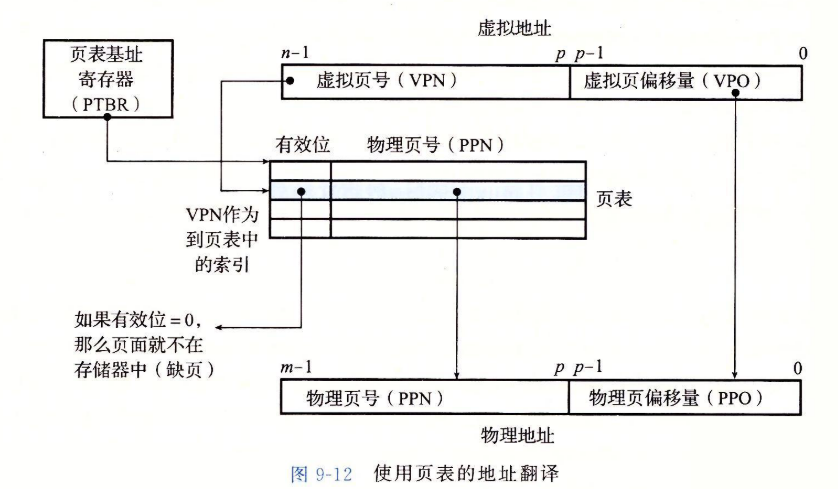 虚拟地址
页表基址
寄存器
（PTBR）
n-1
p p-1
0
虚拟页号（VPN）
虚拟页偏移量（VPO）
有效位
物理页号（PPN）
页表
VPN作为
到页表中
的索引
如果有效位=0，
那么页面就不在
存储器中（缺页）
m-1
p p-1
0
物理页号（PPN）
物理页偏移量（PPO）
物理地址
图 9-12 使用页表的地址翻译